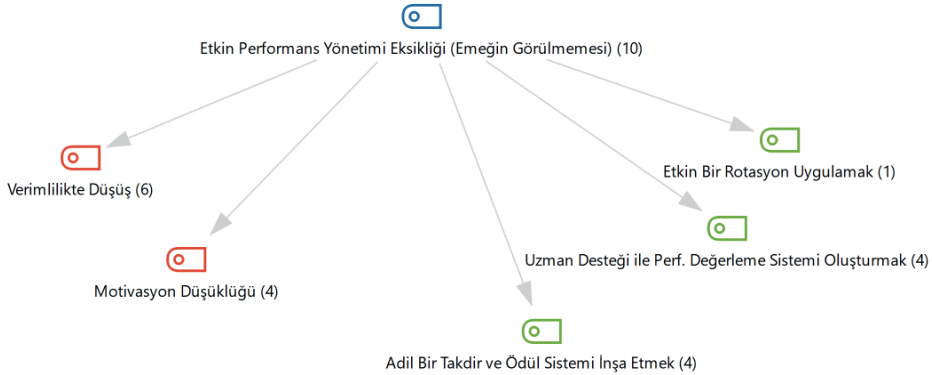 Etkin Performans Yönetimi Eksikliği (Emeğin Görülmemesi) (10)
Etkin Bir Rotasyon Uygulamak (1)
Verimlilikte Düşüş (6)
Uzman Desteği ile Perf. Değerleme Sistemi Oluşturmak (4)
Motivasyon Düşüklüğü (4)
Adil Bir Takdir ve Ödül Sistemi İnşa Etmek (4)